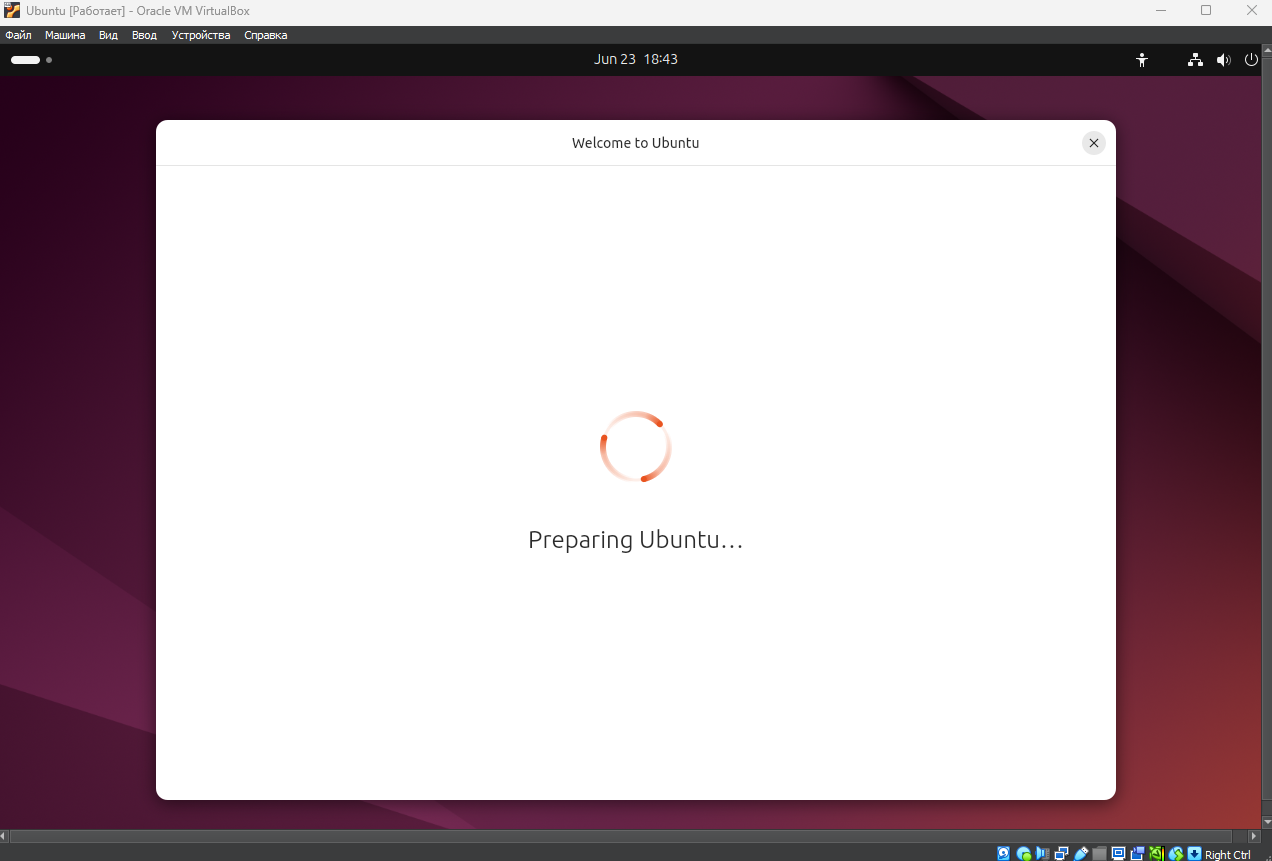 Ubuntu [Работает] - Oracle VM VirtualBox
Файл Машина Вид Ввод Устройства Справка
Jun 23 18:43
Welcome to Ubuntu
Preparing Ubuntu...
Right Ctrl